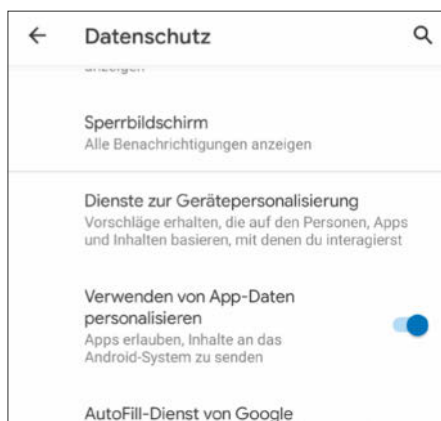 Datenschutz
anzeigen
Sperrbildschirm
Alle Benachrichtigungen anzeigen
Dienste zur Gerätepersonalisierung
Vorschläge erhalten, die auf den Personen, Apps
und Inhalten basieren, mit denen du interagierst
Verwenden von App-Daten
personalisieren
Apps erlauben, Inhalte an das
Android-System zu senden
AutoFill-Dienst von Google